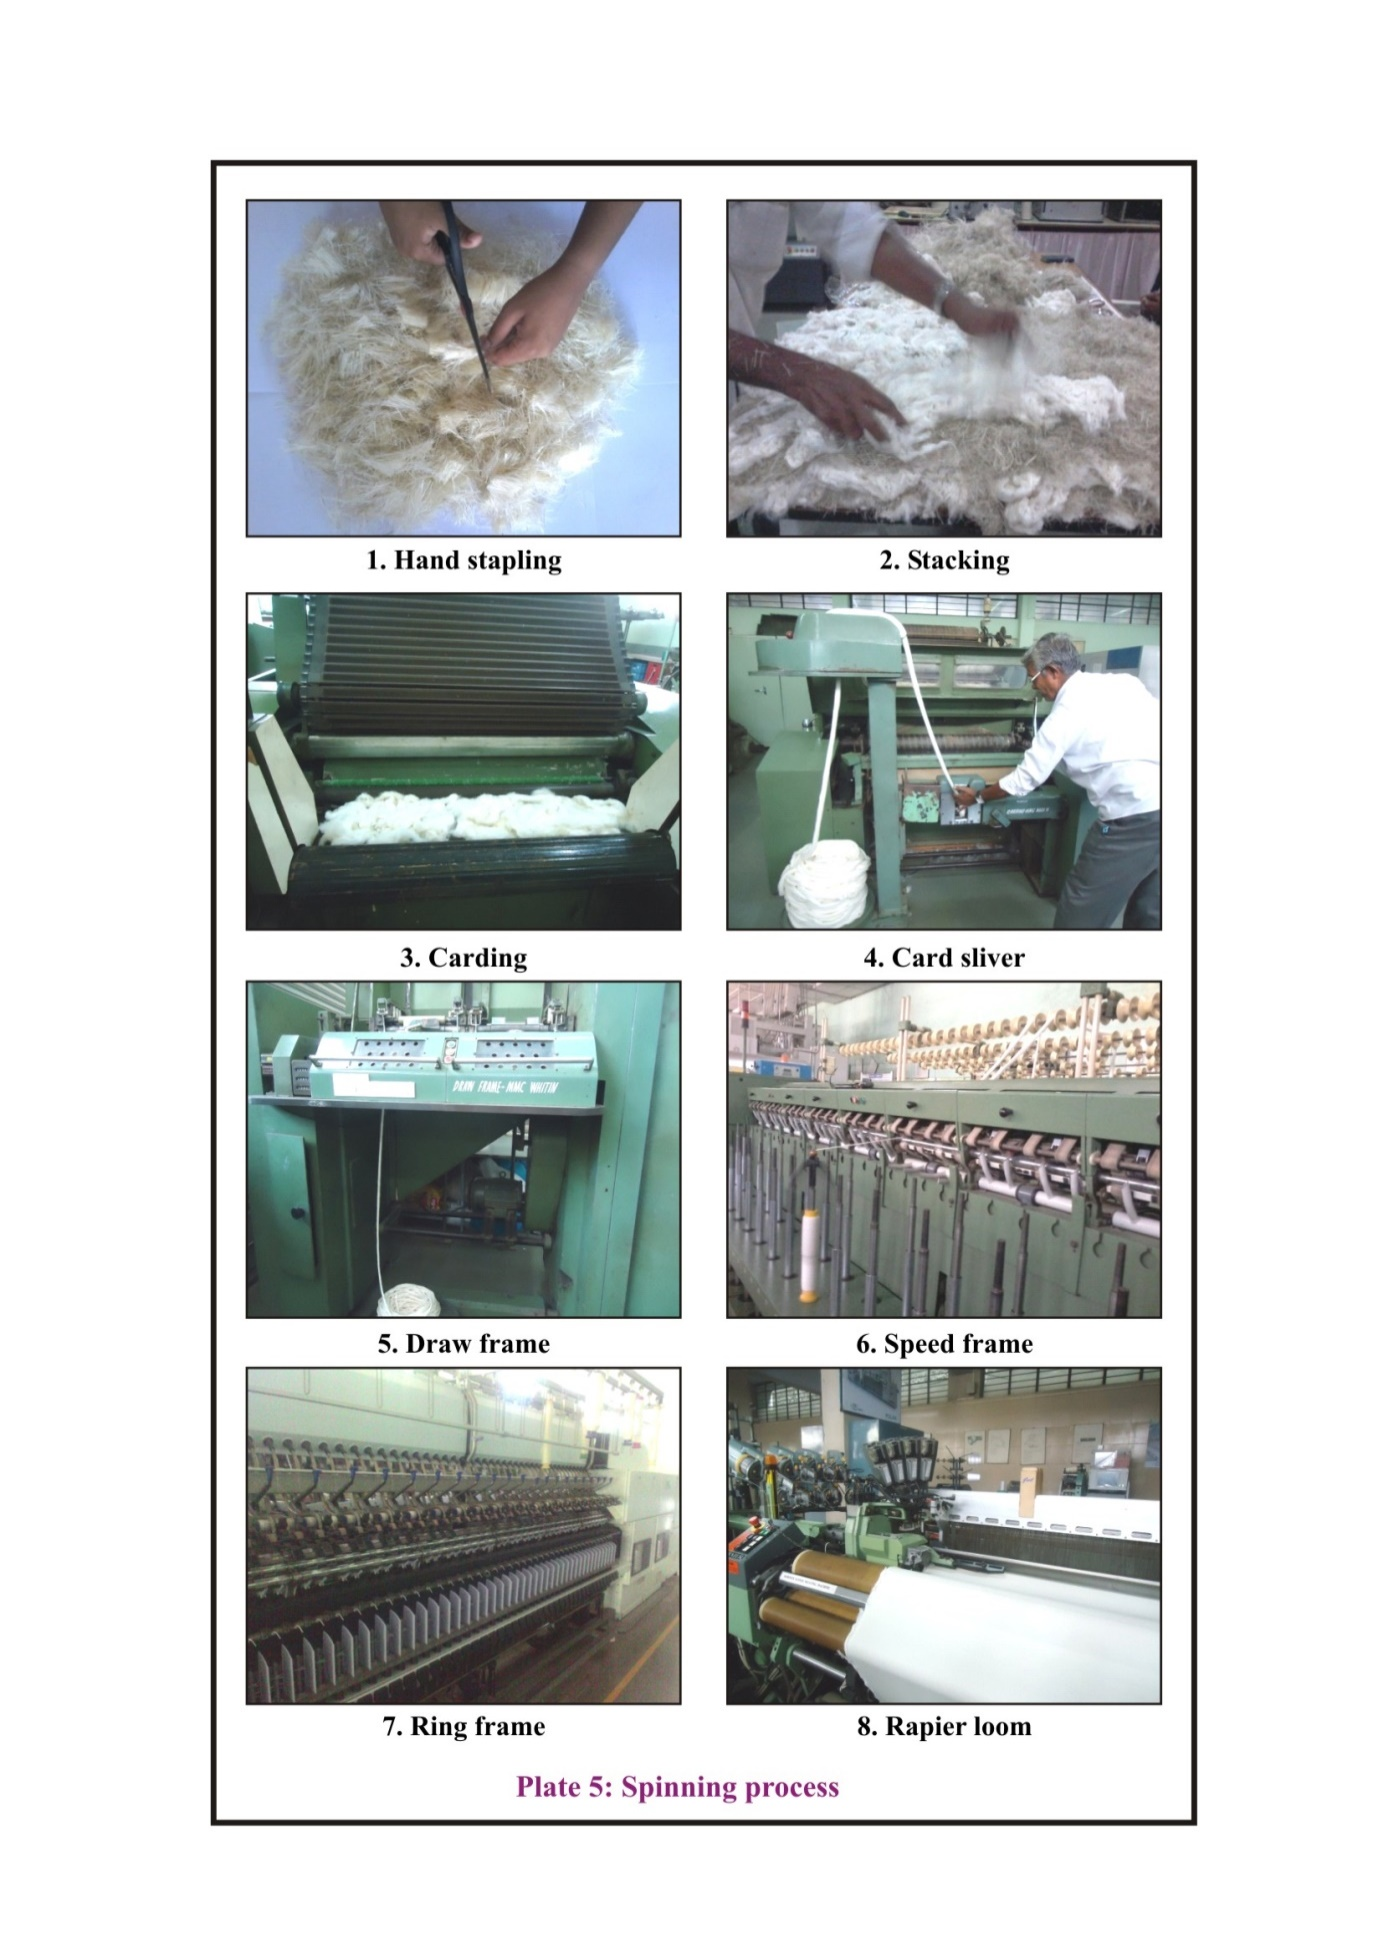 1. Hand stapling
2. Stacking
3. Carding
4. Card sliver
DRAW FRAME-MMC WHITIN
5. Draw frame
6. Speed frame
7. Ring frame
8. Rapier loom
Plate 5: Spinning process